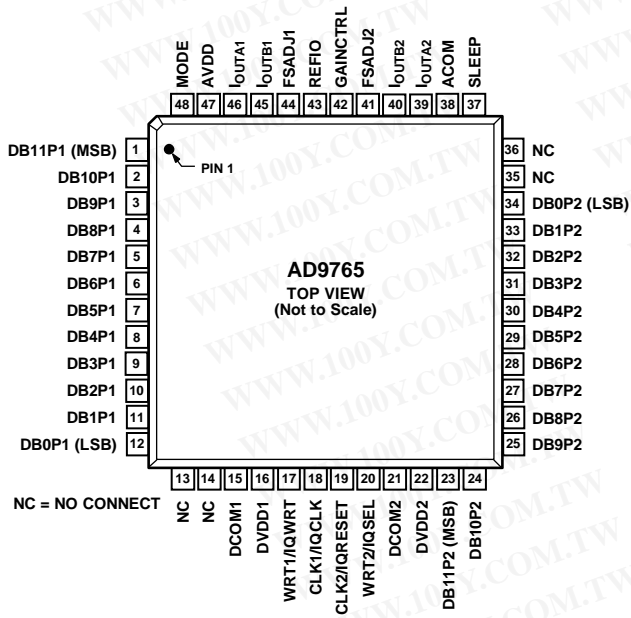 MODE
AVDD
IOUTA1
IOUTB1
FSADJ1
REFIO
GAINCTRL
FSADJ2
IOUTB2
IOUTA2
ACOM
SLEEP
48 47 46 45 44 43 42 41 40 39 38 37
DB11P1 (MSB) 1
DB10P1 2
DB9P1 3
DB8P1 4
DB7P1 5
DB6P1 6
DB5P1 7
DB4P1 8
DB3P1 9
DB2P1 10
DB1P1 11
DB0P1 (LSB) 12
PIN 1
AD9765
TOP VIEW
(Not to Scale)
36 NC
35 NC
34 DB0P2 (LSB)
33 DB1P2
32 DB2P2
31 DB3P2
30 DB4P2
29 DB5P2
28 DB6P2
27 DB7P2
26 DB8P2
25 DB9P2
13 14 15 16 17 18 19 20 21 22 23 24
NC
NC
DCOM1
DVDD1
WRT1/IQWRT
CLK1/IQCLK
CLK2/IQRESET
WRT2/IQSEL
DCOM2
DVDD2
DB11P2 (MSB)
DB10P2
NC = NO CONNECT
WWW.100Y.COM.TW